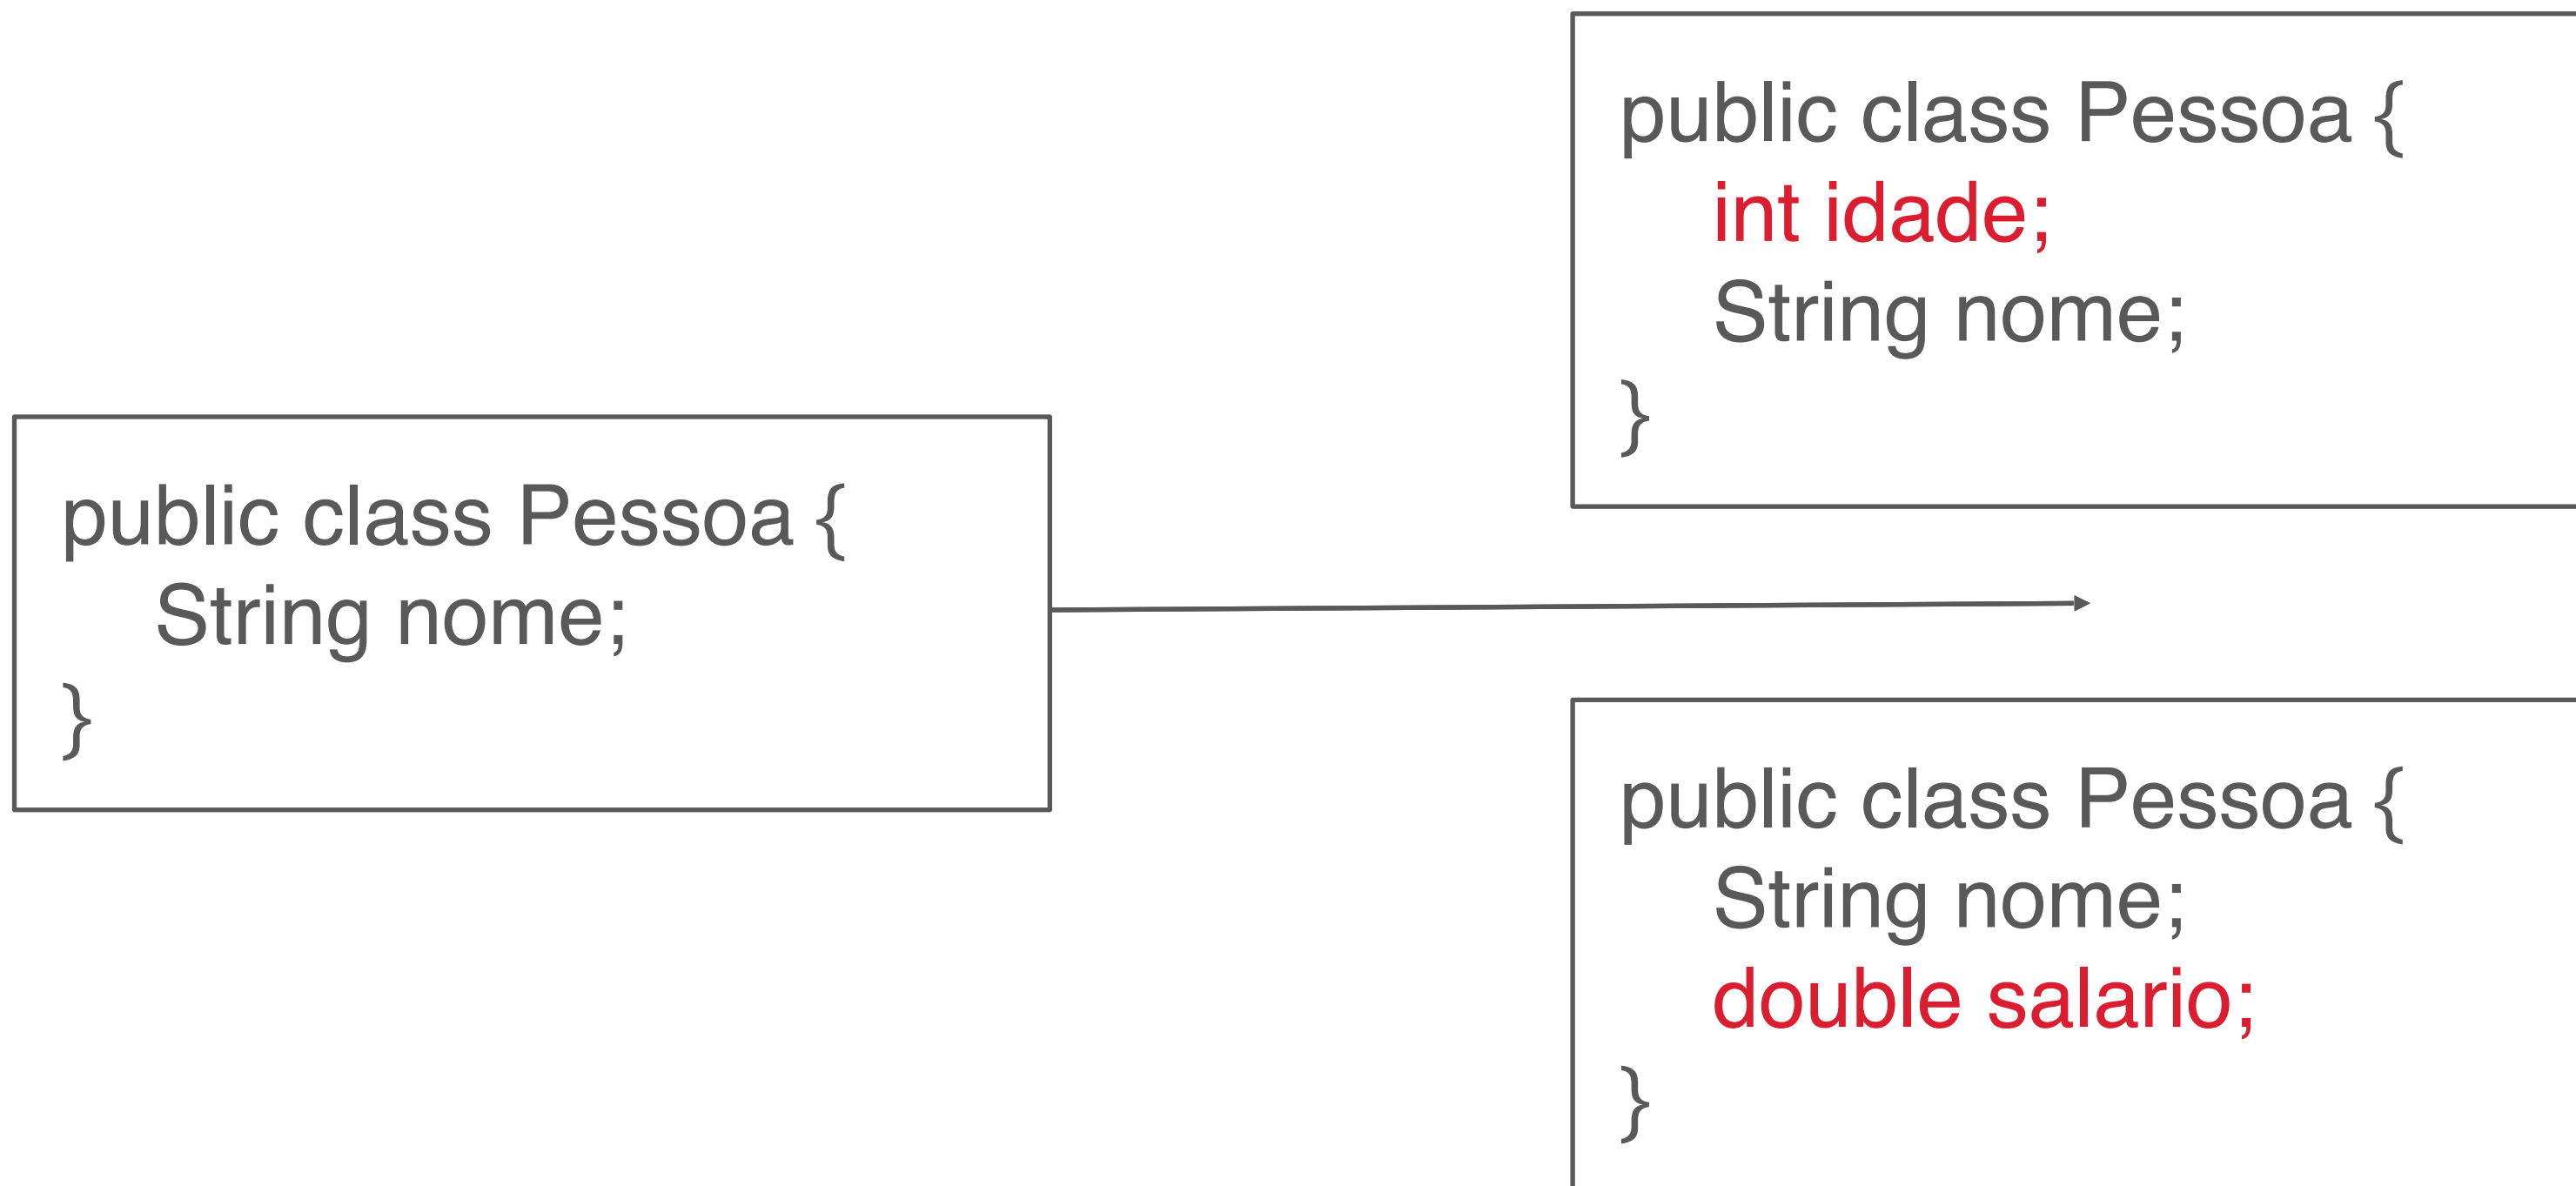 public class Pessoa {
String nome;
}
public class Pessoa {
int idade;
String nome;
}
public class Pessoa {
String nome;
double salario;
}